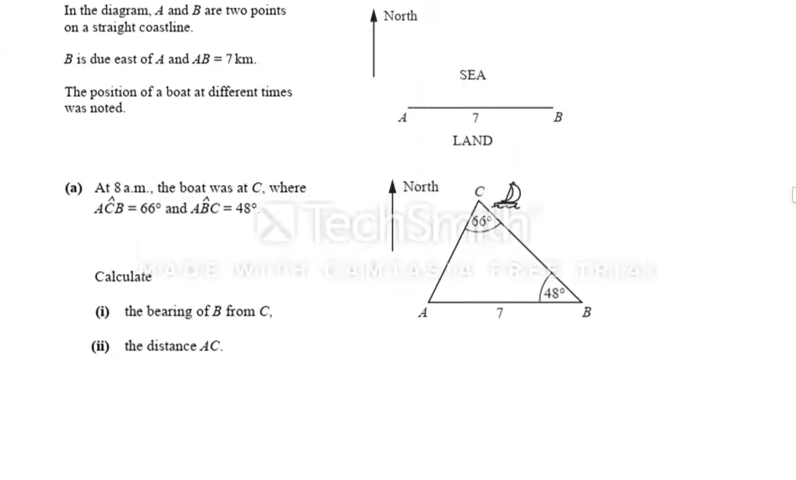 In the diagram, A and B are two points
on a straight coastline.
B is due east of A and AB = 7 km.
The position of a boat at different times
was noted.
North
SEA
A 7 B
LAND
(a) At 8 a.m., the boat was at C, where
AĈB = 66° and AB̂C = 48°.
Calculate
(i) the bearing of B from C,
(ii) the distance AC.
North
C
66°
48°
A 7 B
TechSmith
MADE WITH CAMTASIA FREE TRIAL